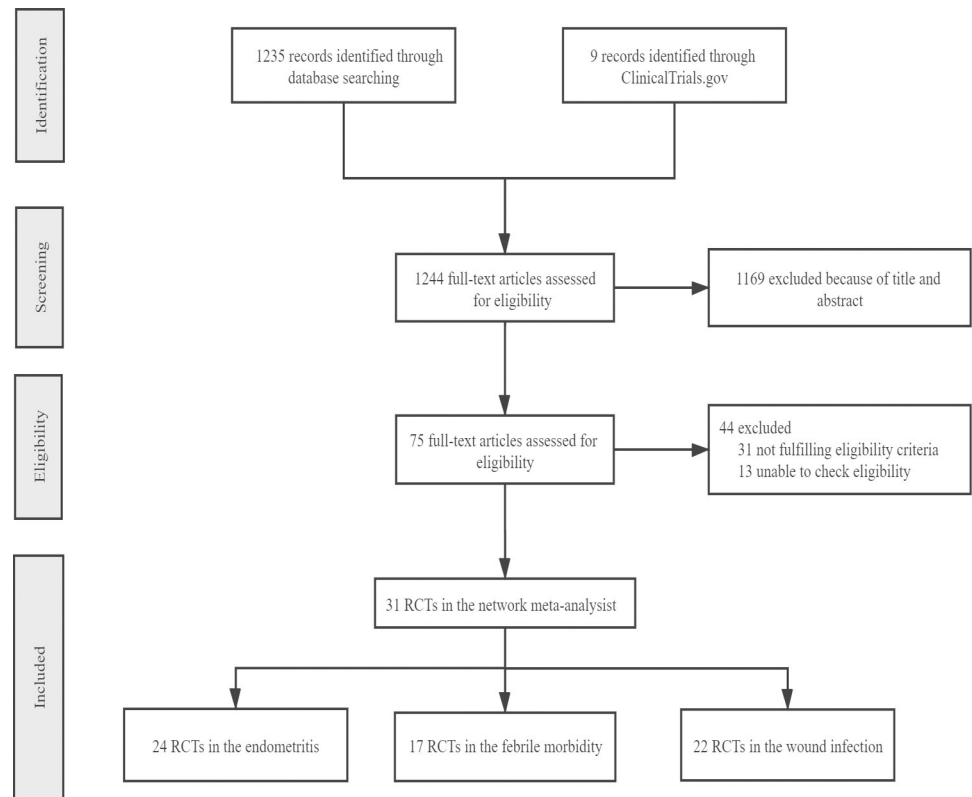 Identification
1235 records identified through
database searching
9 records identified through
ClinicalTrials.gov
Screening
1244 full-text articles assessed
for eligibility
1169 excluded because of title and
abstract
Eligibility
75 full-text articles assessed for
eligibility
44 excluded
31 not fulfilling eligibility criteria
13 unable to check eligibility
Included
31 RCTs in the network meta-analysist
24 RCTs in the endometritis
17 RCTs in the febrile morbidity
22 RCTs in the wound infection